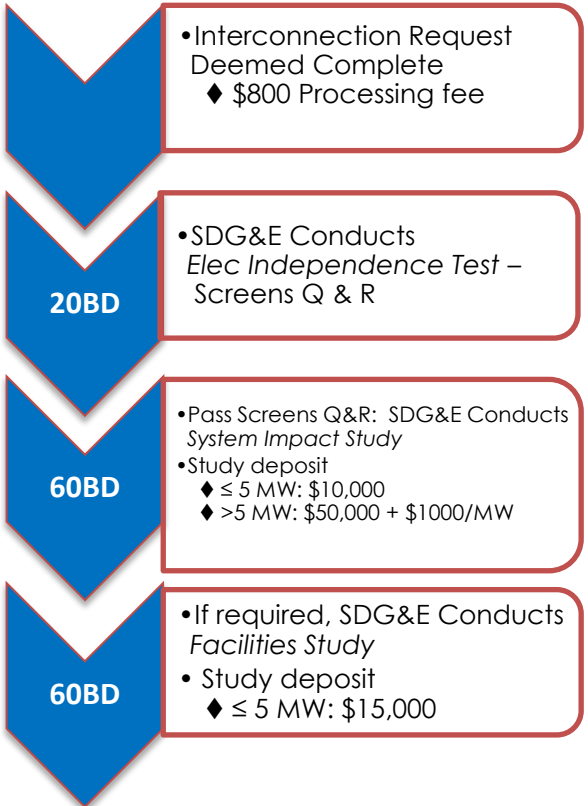 •Interconnection Request
Deemed Complete
♦ $800 Processing fee
20BD
•SDG&E Conducts
Elec Independence Test –
Screens Q & R
60BD
•Pass Screens Q&R: SDG&E Conducts
System Impact Study
•Study deposit
♦ ≤ 5 MW: $10,000
♦ >5 MW: $50,000 + $1000/MW
60BD
•If required, SDG&E Conducts
Facilities Study
• Study deposit
♦ ≤ 5 MW: $15,000